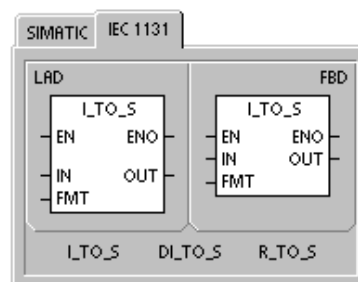 SIMATIC IEC 1131
LAD FBD
I_TO_S I_TO_S
EN ENO EN ENO
IN OUT IN OUT
FMT FMT
I_TO_S DI_TO_S R_TO_S